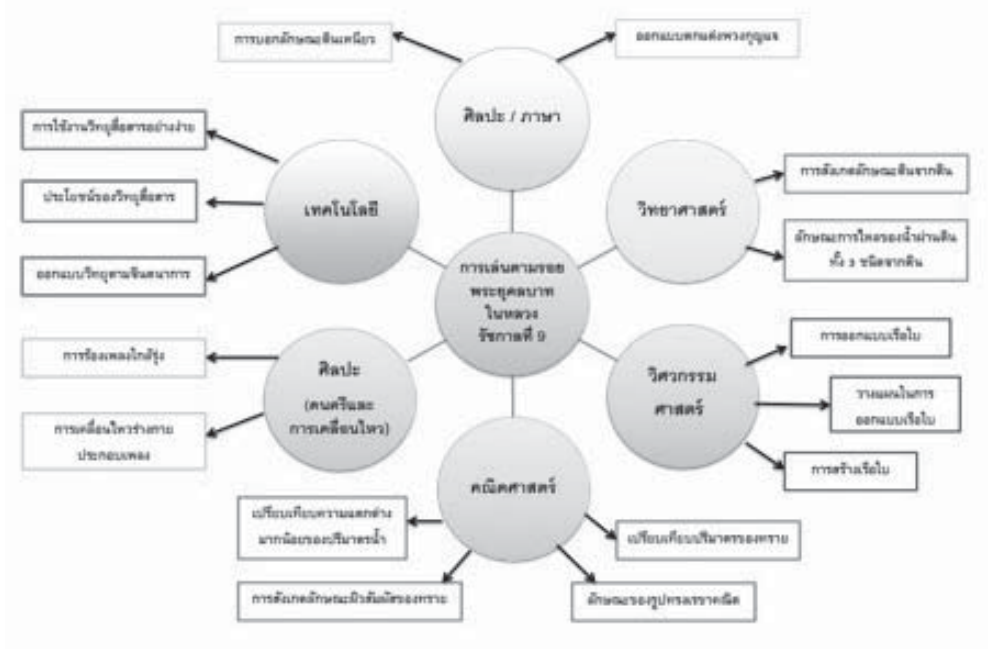 การบอกลักษณะดินเหนียว
ออกแบบตกแต่งพวงกุญแจ
ศิลปะ / ภาษา
การใช้งานวิทยุสื่อสารอย่างง่าย
ประโยชน์ของวิทยุสื่อสาร
ออกแบบวิทยุตามจินตนาการ
เทคโนโลยี
วิทยาศาสตร์
การสังเกตลักษณะดินจากดิน
ลักษณะการไหลของน้ำผ่านดิน
ทั้ง 3 ชนิดจากดิน
การเล่นตามรอย
พระยุคลบาท
ในหลวง
รัชกาลที่ 9
การร้องเพลงใกล้รุ่ง
การเคลื่อนไหวร่างกาย
ประกอบเพลง
ศิลปะ
(ดนตรีและ
การเคลื่อนไหว)
วิศวกรรม
ศาสตร์
การออกแบบเรือใบ
วางแผนในการ
ออกแบบเรือใบ
การสร้างเรือใบ
คณิตศาสตร์
เปรียบเทียบความแตกต่าง
มากน้อยของปริมาตรน้ำ
การสังเกตลักษณะผิวสัมผัสของทราย
เปรียบเทียบปริมาตรของทราย
ลักษณะของรูปทรงเรขาคณิต